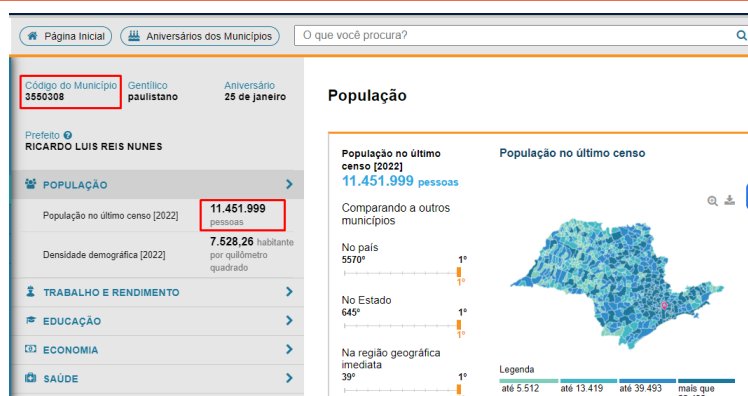 Página Inicial
Aniversários dos Municípios
O que você procura?
Código do Município
3550308
Gentílico
paulistano
Aniversário
25 de janeiro
Prefeito
RICARDO LUIS REIS NUNES
POPULAÇÃO
População no último censo [2022]
11.451.999
pessoas
Densidade demográfica [2022]
7.528,26 habitante
por quilômetro
quadrado
TRABALHO E RENDIMENTO
EDUCAÇÃO
ECONOMIA
SAÚDE
População
População no último
censo [2022]
11.451.999 pessoas
Comparando a outros
municípios
No país
5570º 1º
1º
No Estado
645º 1º
1º
Na região geográfica
imediata
39º 1º
População no último censo
Legenda
até 5.512 até 13.419 até 39.493 mais que